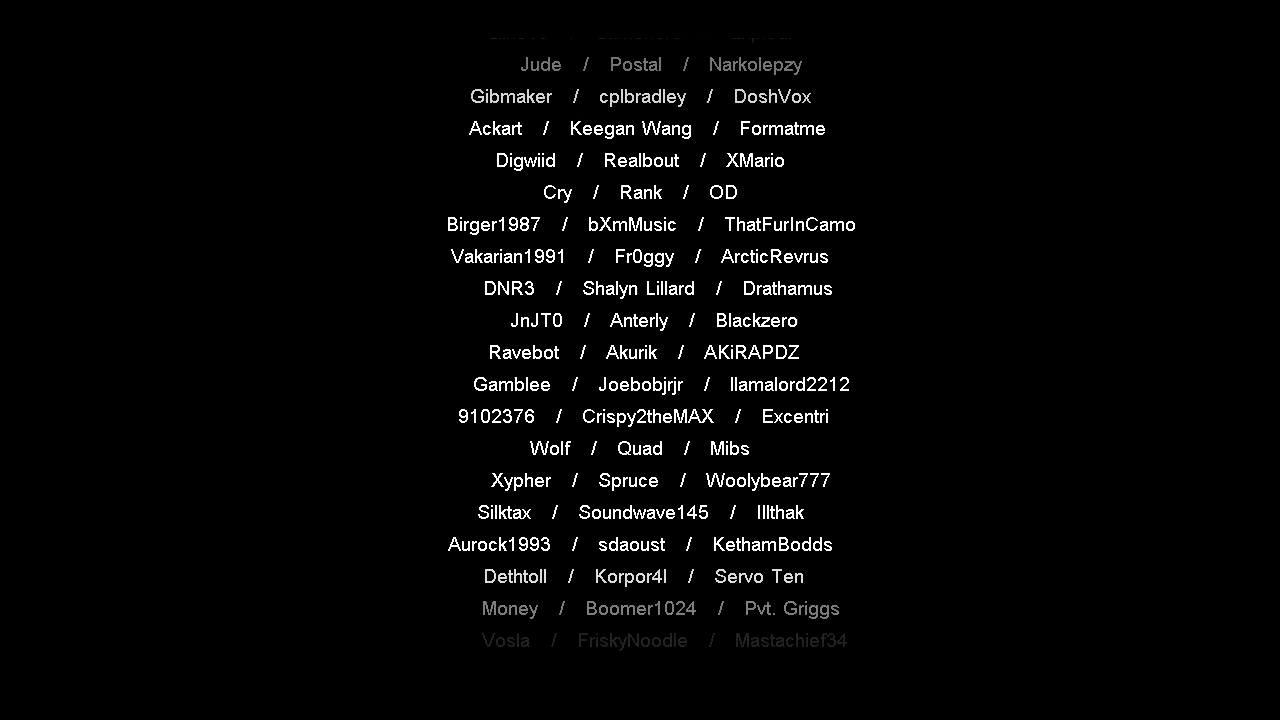 Jude / Postal / Narkolepzy
Gibmaker / cplbradley / DoshVox
Ackart / Keegan Wang / Formatme
Digwiid / Realbout / XMario
Cry / Rank / OD
Birger1987 / bXmMusic / ThatFurInCamo
Vakarian1991 / Fr0ggy / ArcticRevrus
DNR3 / Shalyn Lillard / Drathamus
JnJT0 / Anterly / Blackzero
Ravebot / Akurik / AKiRAPDZ
Gamblee / Joebobjrjr / llamalord2212
9102376 / Crispy2theMAX / Excentri
Wolf / Quad / Mibs
Xypher / Spruce / Woolybear777
Silktax / Soundwave145 / Illthak
Aurock1993 / sdaoust / KethamBodds
Dethtoll / Korpor4l / Servo Ten
Money / Boomer1024 / Pvt. Griggs
Vosla / FriskyNoodle / Mastachief34